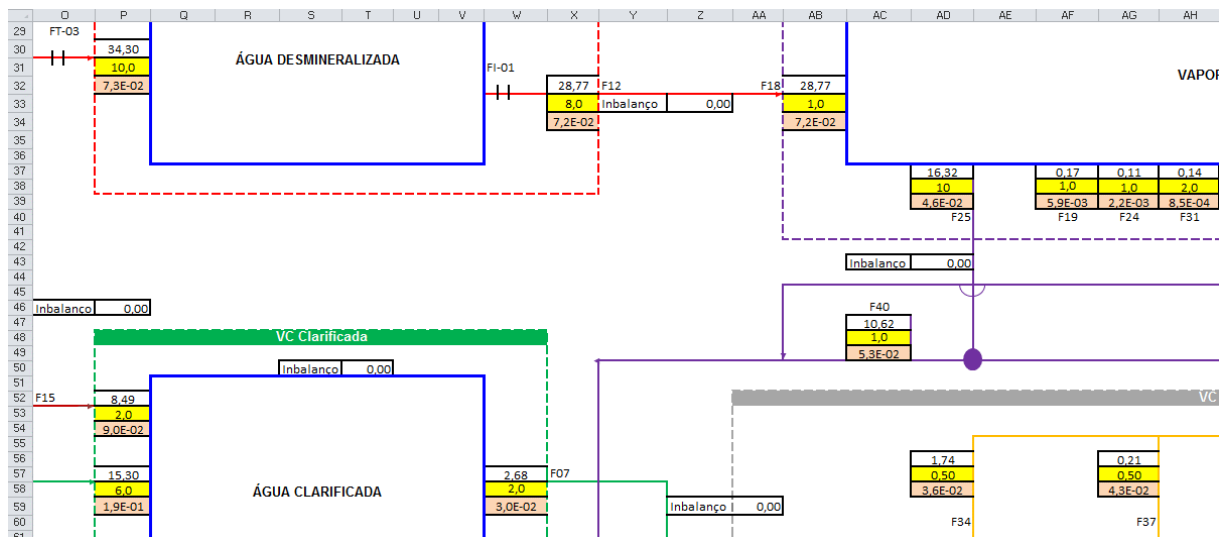 O P Q R S T U V W X Y Z AA AB AC AD AE AF AG AH
29 FT-03
30 34,30 ÁGUA DESMINERALIZADA
31 10,0 FI-01 VAPOR
32 7,3E-02 28,77 F12 F18 28,77
33 8,0 Inbalanço 0,00 1,0
34 7,2E-02 7,2E-02
35
36
37 16,32 0,17 0,11 0,14
38 10 1,0 1,0 2,0
39 4,6E-02 5,9E-03 2,2E-03 8,5E-04
40 F25 F19 F24 F31
41
42
43 Inbalanço 0,00
44
45
46 Inbalanço 0,00 F40
47 10,62
48 VC Clarificada 1,0
49 5,3E-02
50 Inbalanço 0,00
51
52 F15 8,49 VC
53 2,0
54 9,0E-02
55
56 1,74 0,21
57 15,30 2,68 F07 0,50 0,50
58 6,0 ÁGUA CLARIFICADA 2,0 3,6E-02 4,3E-02
59 1,9E-01 3,0E-02 Inbalanço 0,00
60 F34 F37
61